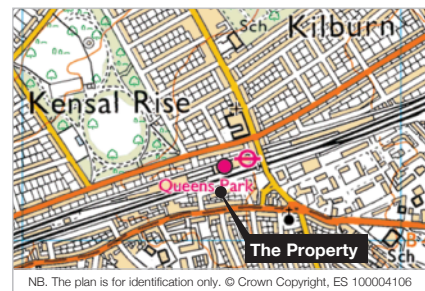 Sch
Kilburn
Kensal Rise
Queens Park
The Property
B
Sch
NB. The plan is for identification only. © Crown Copyright, ES 100004106